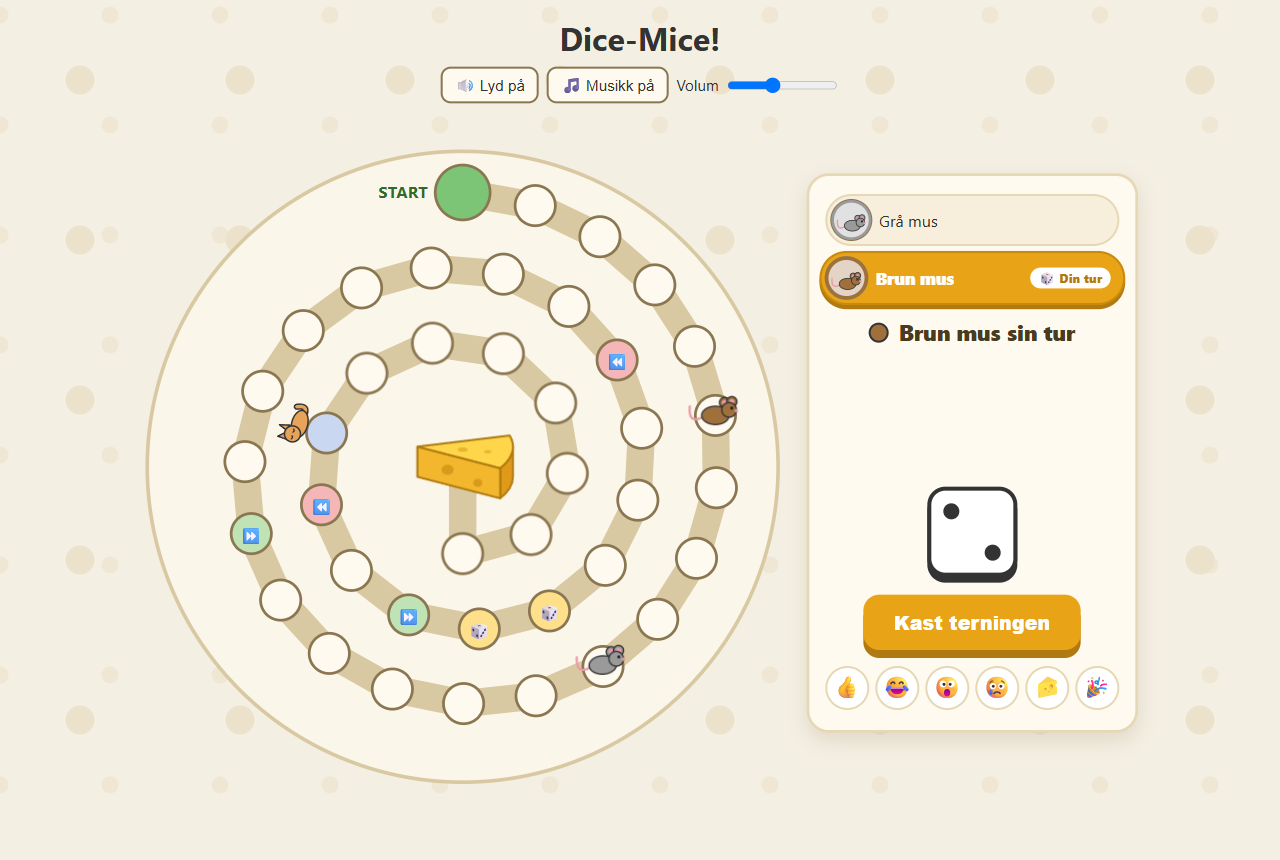 Dice-Mice!
Lyd på
Musikk på
Volum
START
Grå mus
Brun mus
Din tur
Brun mus sin tur
Kast terningen